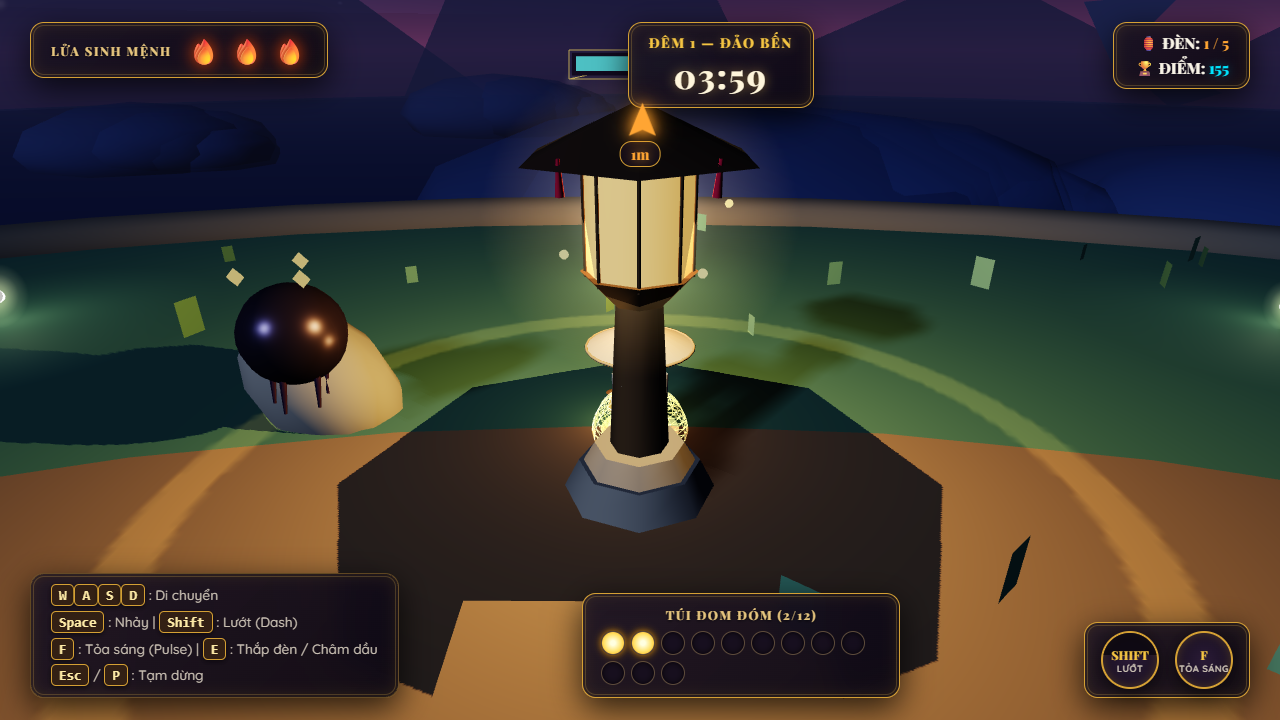 LỬA SINH MỆNH
ĐÊM 1 — ĐẢO BẾN
03:59
ĐÈN: 1 / 5
ĐIỂM: 155
1m
W A S D : Di chuyển
Space : Nhảy | Shift : Lướt (Dash)
F : Tỏa sáng (Pulse) | E : Thắp đèn / Châm dầu
Esc / P : Tạm dừng
TÚI ĐOM ĐÓM (2/12)
SHIFT
LƯỚT
F
TỎA SÁNG